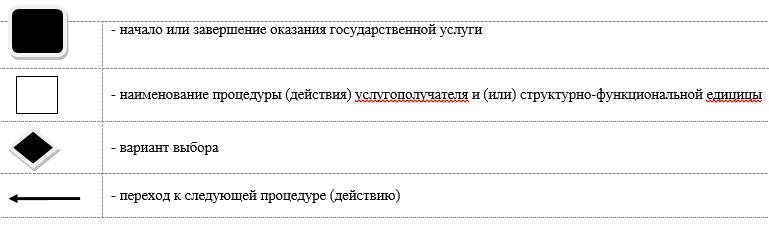 - начало или завершение оказания государственной услуги
- наименование процедуры (действия) услугополучателя и (или) структурно-функциональной едицицы
- вариант выбора
- переход к следующей процедуре (действию)